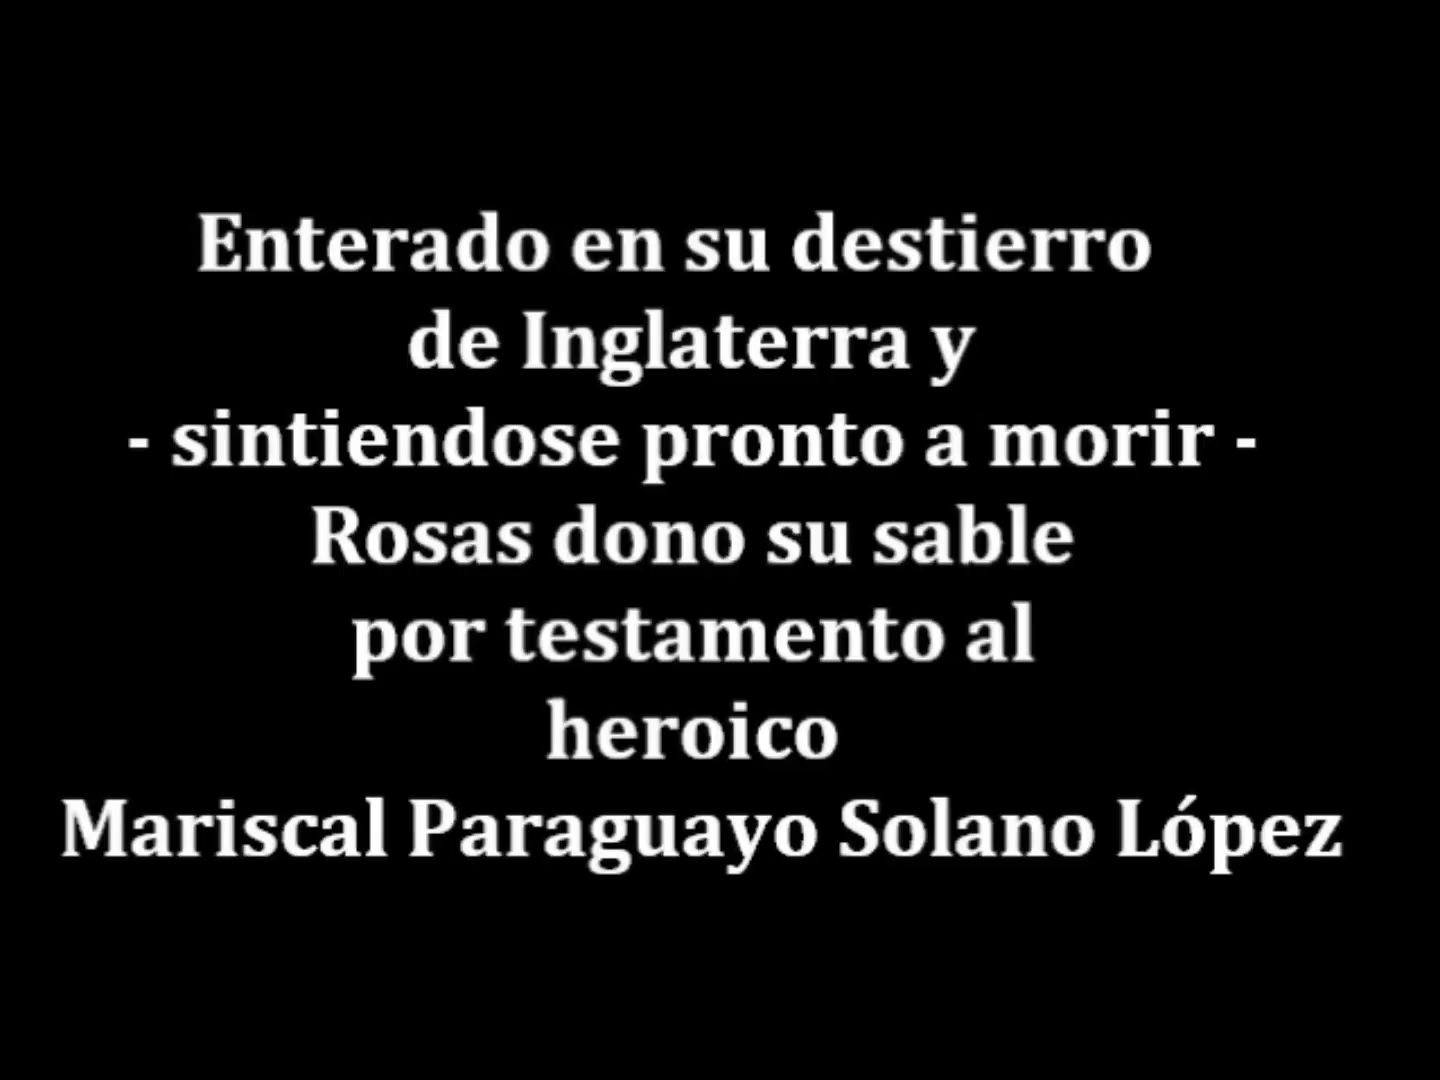 Enterado en su destierro
de Inglaterra y
- sintiendose pronto a morir -
Rosas dono su sable
por testamento al
heroico
Mariscal Paraguayo Solano López